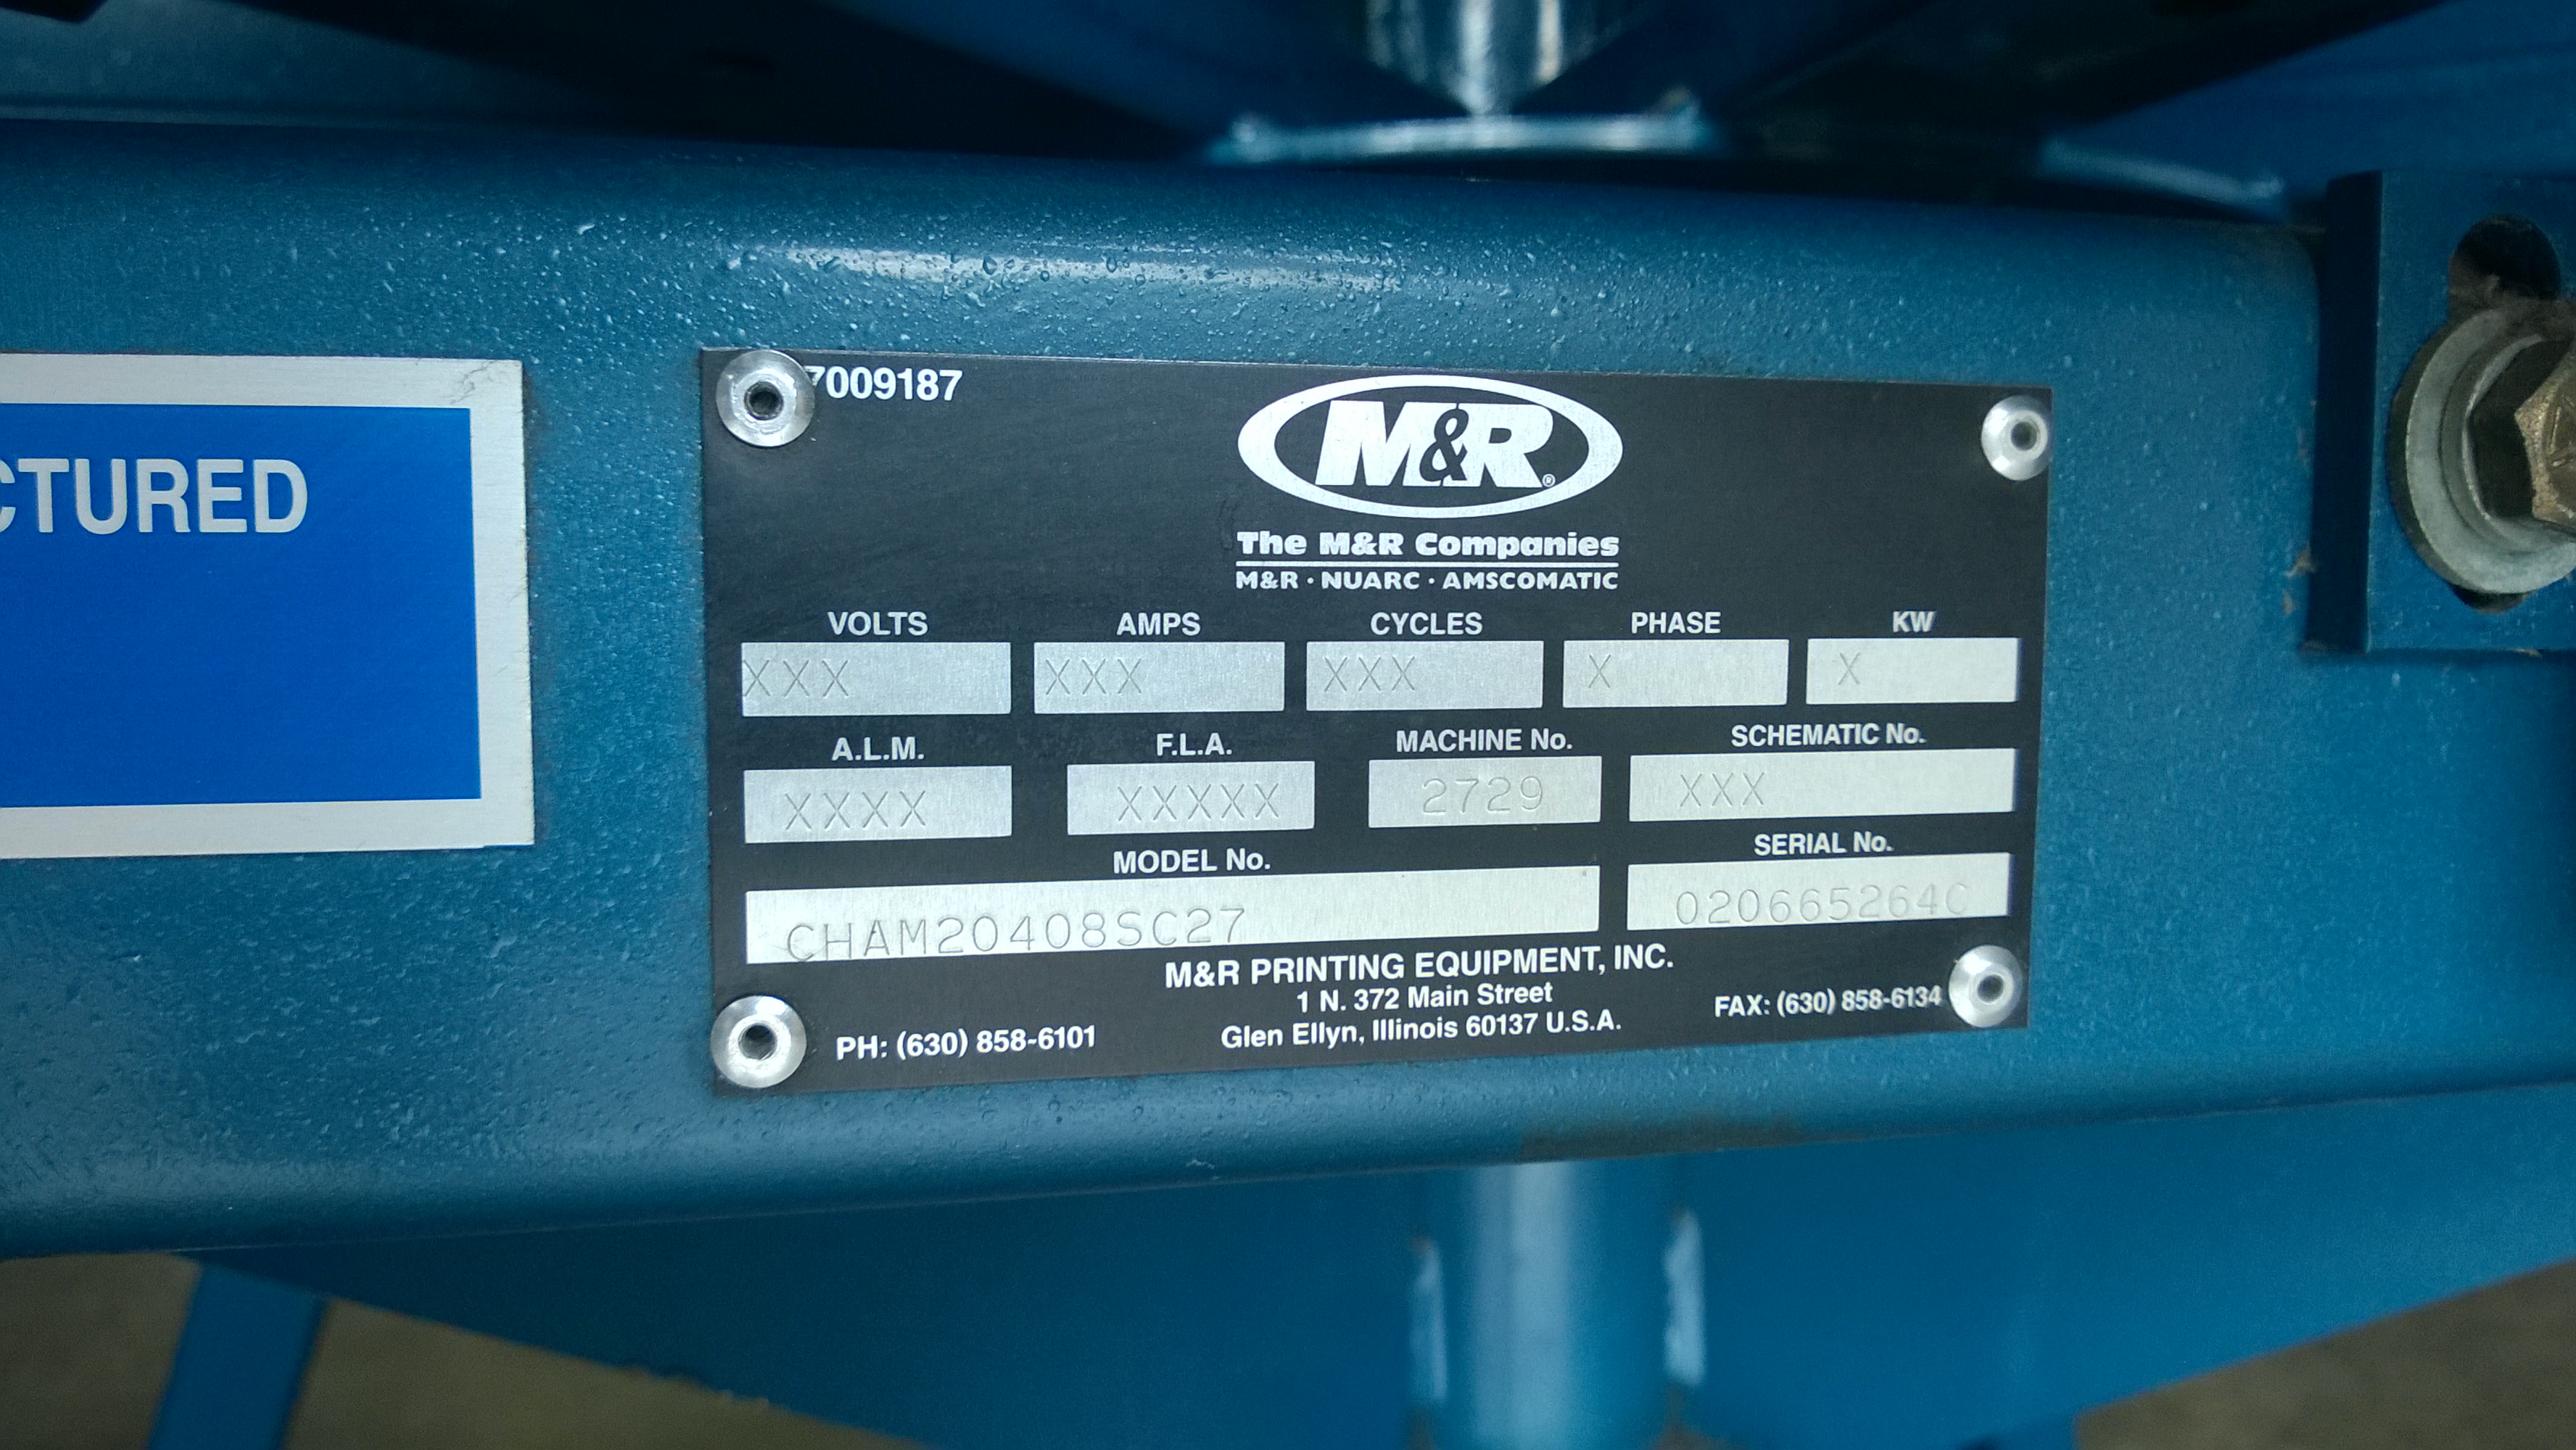 CTURED
7009187
M&R®
The M&R Companies
M&R · NUARC · AMSCOMATIC
VOLTS AMPS CYCLES PHASE KW
XXX XXX XXX X X
A.L.M. F.L.A. MACHINE No. SCHEMATIC No.
XXXX XXXXX 2729 XXX
MODEL No. SERIAL No.
CHAM20408SC27 020665264C
M&R PRINTING EQUIPMENT, INC.
1 N. 372 Main Street
Glen Ellyn, Illinois 60137 U.S.A.
PH: (630) 858-6101 FAX: (630) 858-6134